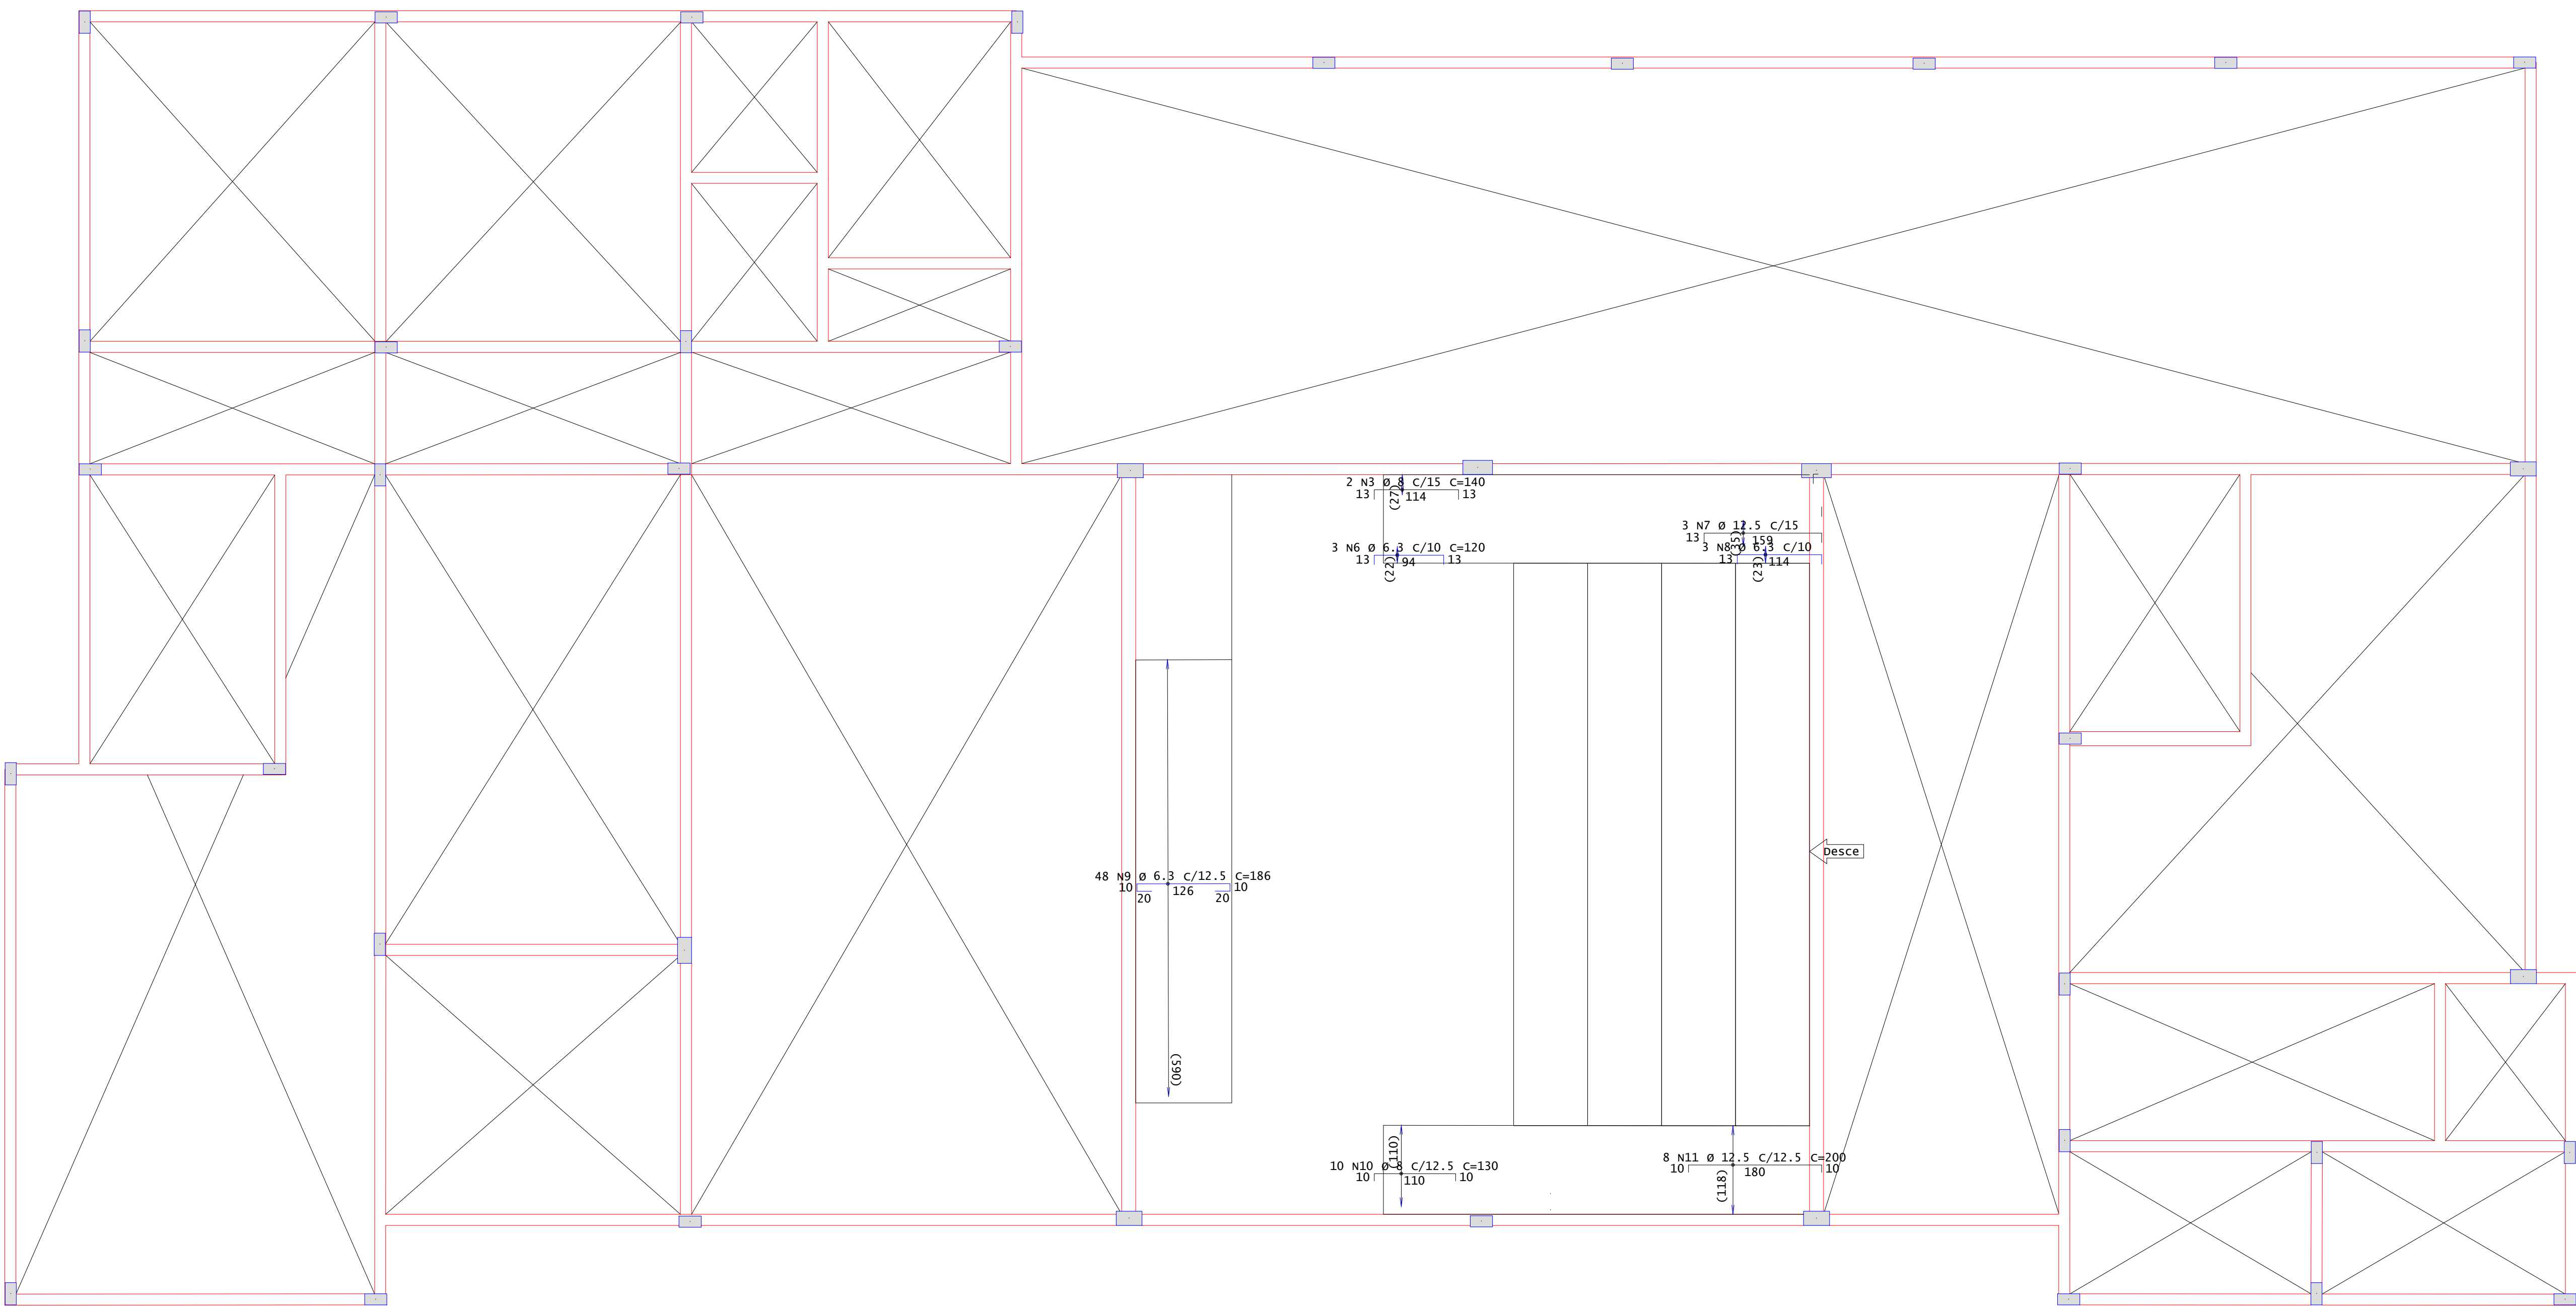 2 N3 Ø 8 C/15 C=140
13 114 13
(27)
3 N7 Ø 12.5 C/15
13 159
(35)
3 N6 Ø 6.3 C/10 C=120
13 94 13
(22)
3 N8 Ø 6.3 C/10
13 114
(23)
Desce
48 N9 Ø 6.3 C/12.5 C=186
10 126 10
20 20
(590)
(110)
10 N10 Ø 8 C/12.5 C=130
10 110 10
8 N11 Ø 12.5 C/12.5 C=200
10 180 10
(118)